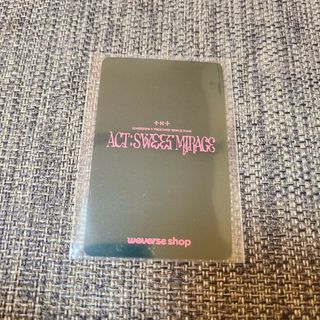 TOMORROW X TOGETHER WORLD TOUR
ACT : SWEET MIRAGE
weverse shop